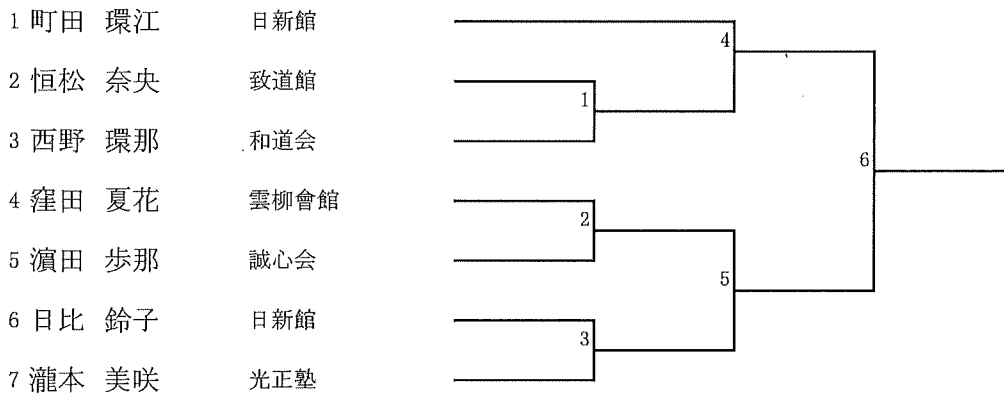 1 町田 環江 日新館
4
2 恒松 奈央 致道館
1
3 西野 環那 和道会
6
4 窪田 夏花 雲柳會館
2
5 濵田 歩那 誠心会
5
6 日比 鈴子 日新館
3
7 瀧本 美咲 光正塾